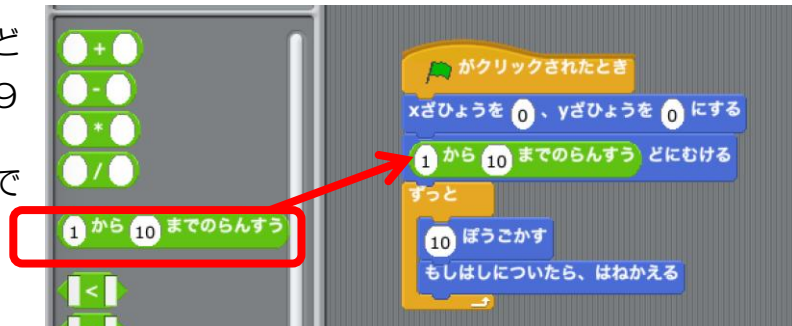 ど
9
で
+
-
*
/
1 から 10 までのらんすう
<
がクリックされたとき
xざひょうを 0 、yざひょうを 0 にする
1 から 10 までのらんすう どにむける
ずっと
10 ほうごかす
もしはしについたら、はねかえる